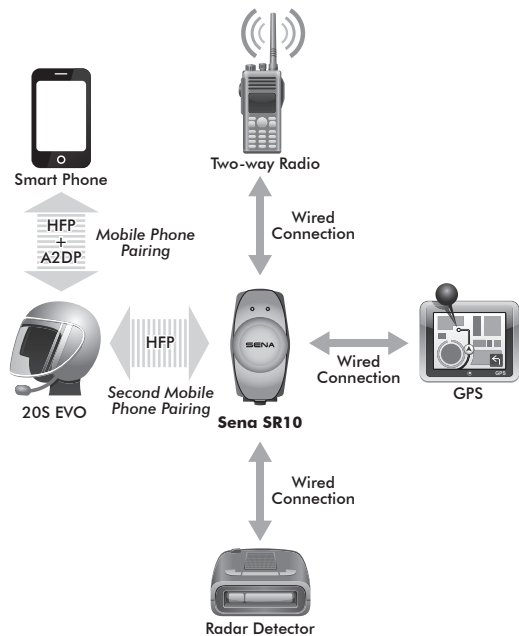 Two-way Radio
Smart Phone
HFP
+
A2DP
Mobile Phone
Pairing
Wired
Connection
HFP
SENA
Wired
Connection
GPS
GPS
20S EVO
Second Mobile
Phone Pairing
Sena SR10
Wired
Connection
Radar Detector